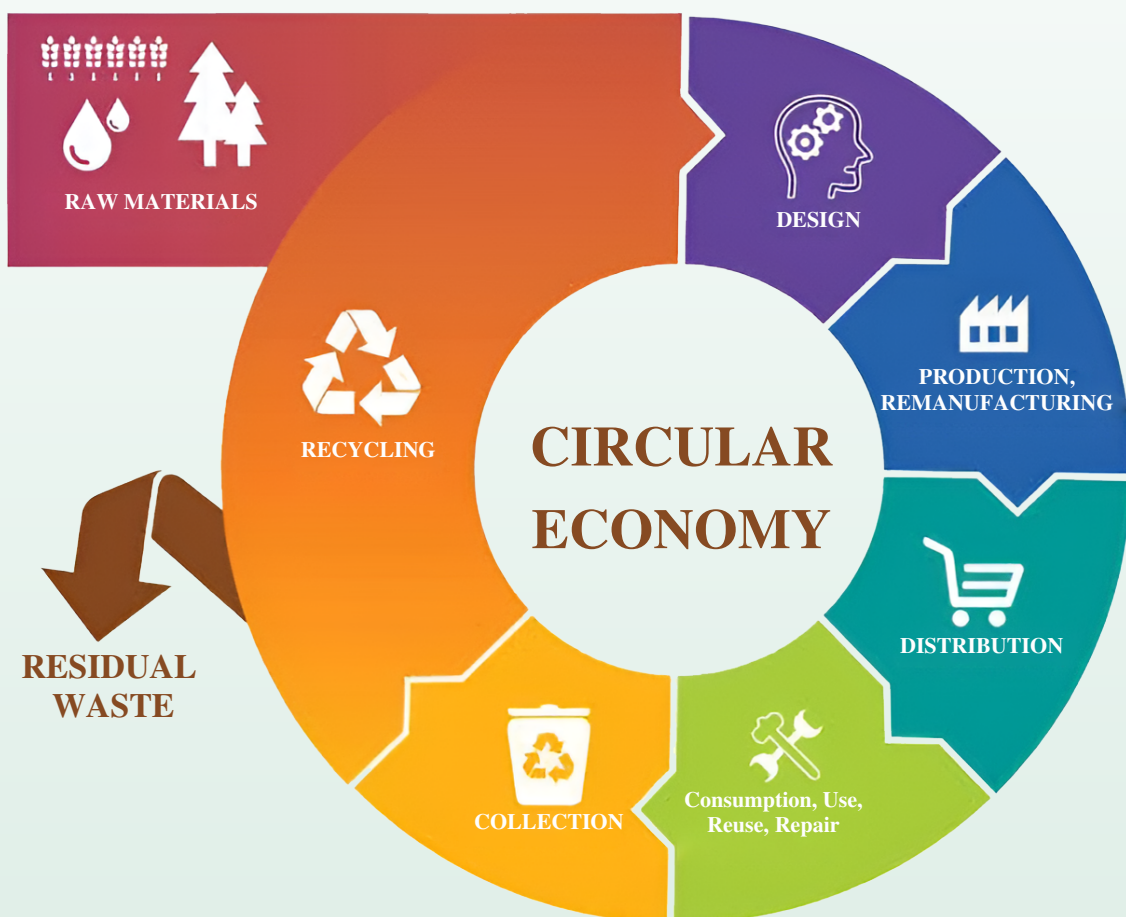 RAW MATERIALS
DESIGN
PRODUCTION,
REMANUFACTURING
RECYCLING
CIRCULAR
ECONOMY
DISTRIBUTION
RESIDUAL
WASTE
Consumption, Use,
Reuse, Repair
COLLECTION